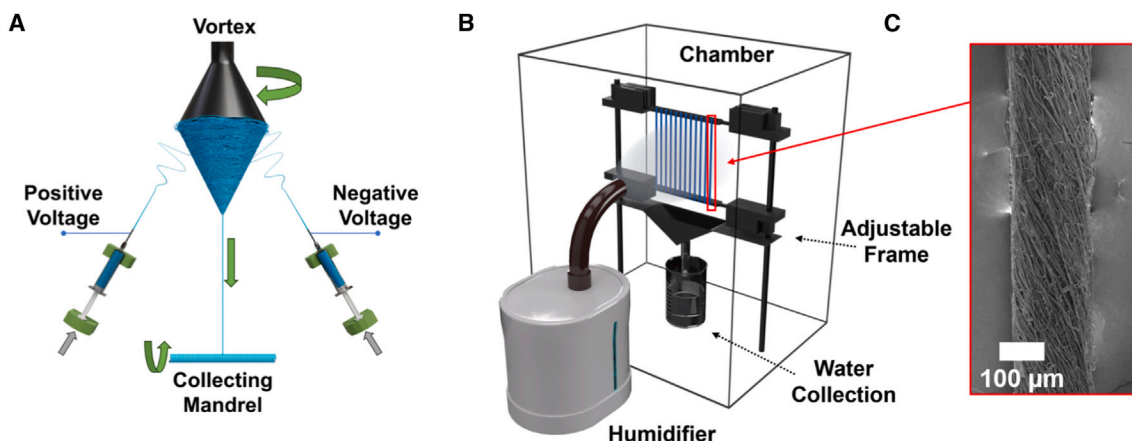 A
Vortex
Positive
Voltage
Negative
Voltage
Collecting
Mandrel
B
Chamber
Adjustable
Frame
Water
Collection
Humidifier
C
100 μm